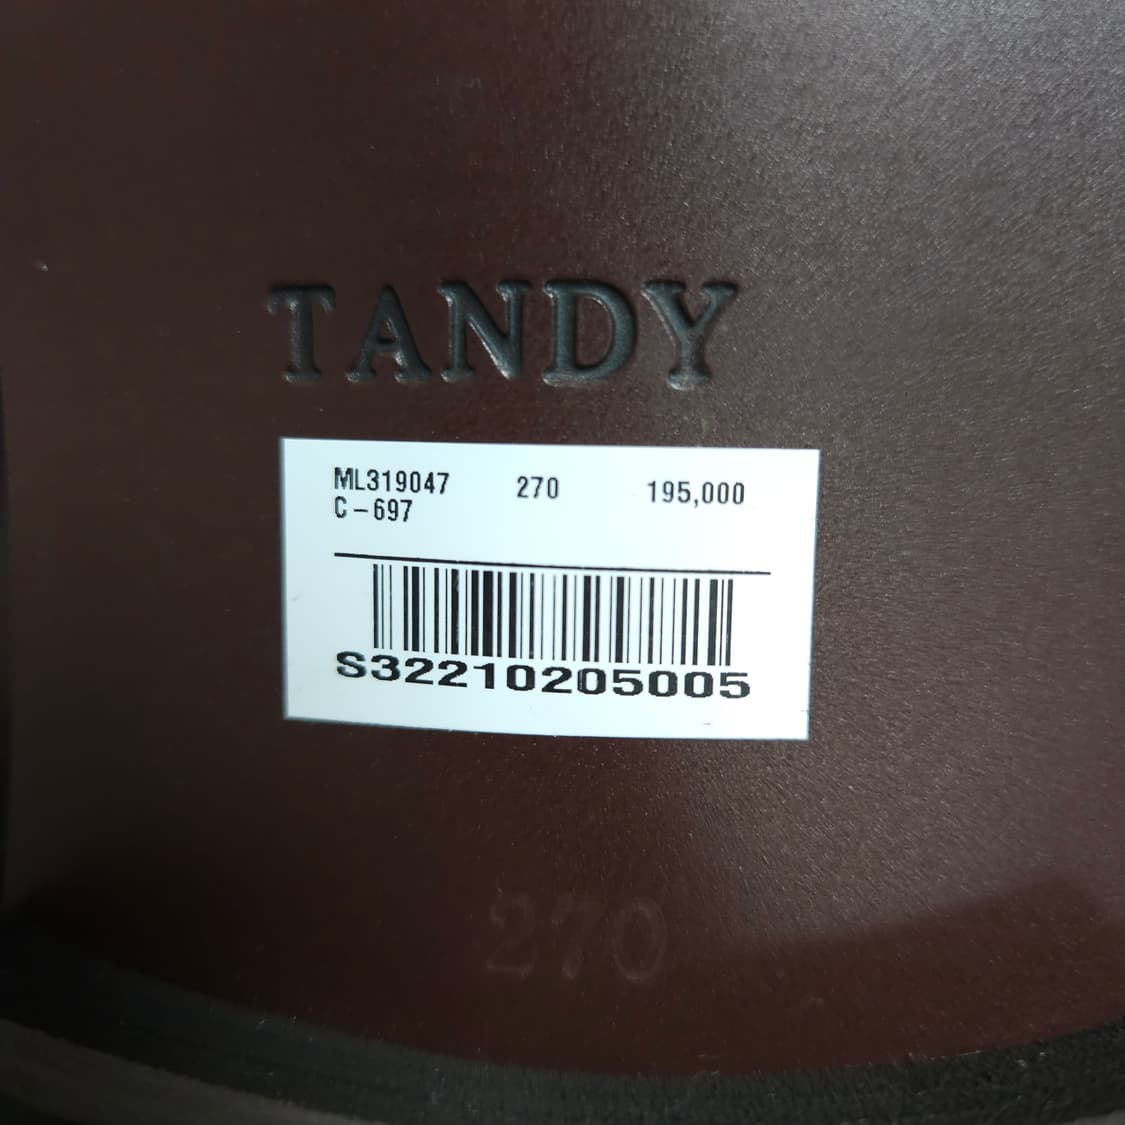 TANDY
ML319047 270 195,000
C-697
S32210205005
270